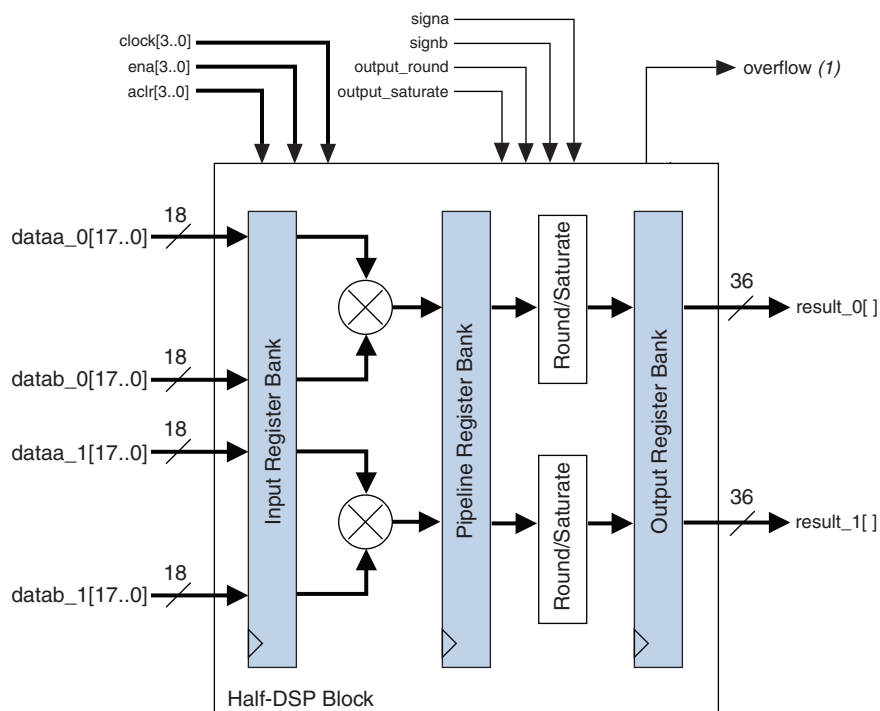 signa
clock[3..0]
signb
ena[3..0]
output_round
overflow (1)
aclr[3..0]
output_saturate
18
dataa_0[17..0]
36
result_0[ ]
18
datab_0[17..0]
18
dataa_1[17..0]
36
result_1[ ]
18
datab_1[17..0]
Input Register Bank
Pipeline Register Bank
Round/Saturate
Round/Saturate
Output Register Bank
Half-DSP Block